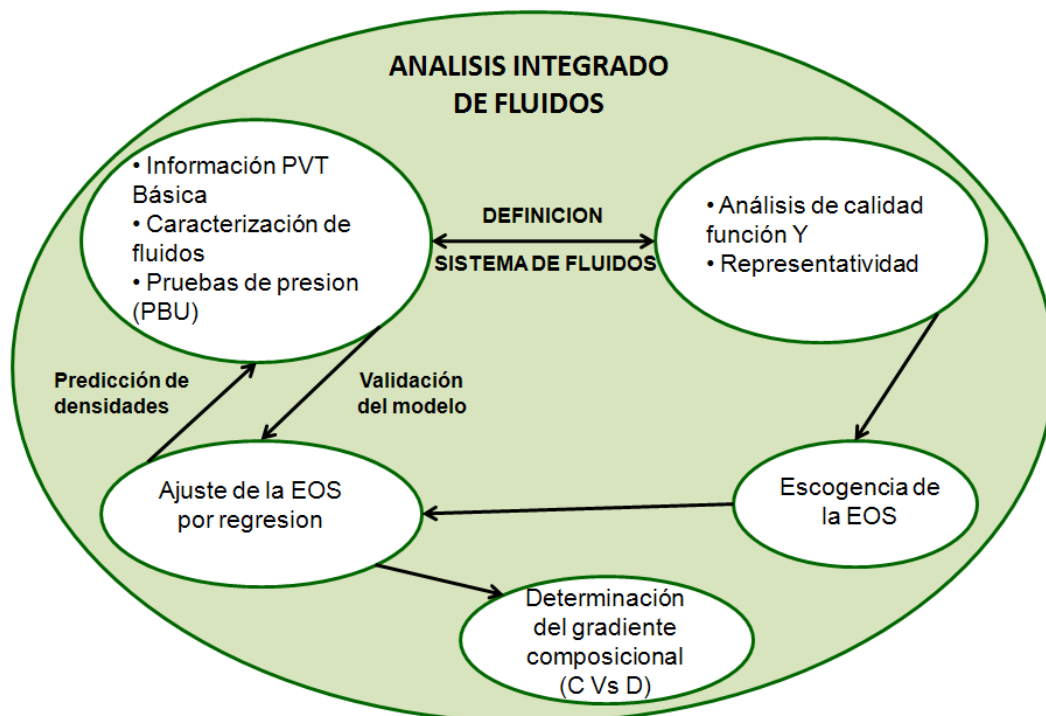 ANALISIS INTEGRADO
DE FLUIDOS
• Información PVT
Básica
• Caracterización de
fluidos
• Pruebas de presion
(PBU)
DEFINICION
SISTEMA DE FLUIDOS
• Análisis de calidad
función Y
• Representatividad
Predicción de
densidades
Validación
del modelo
Ajuste de la EOS
por regresion
Escogencia de
la EOS
Determinación
del gradiente
composicional
(C Vs D)